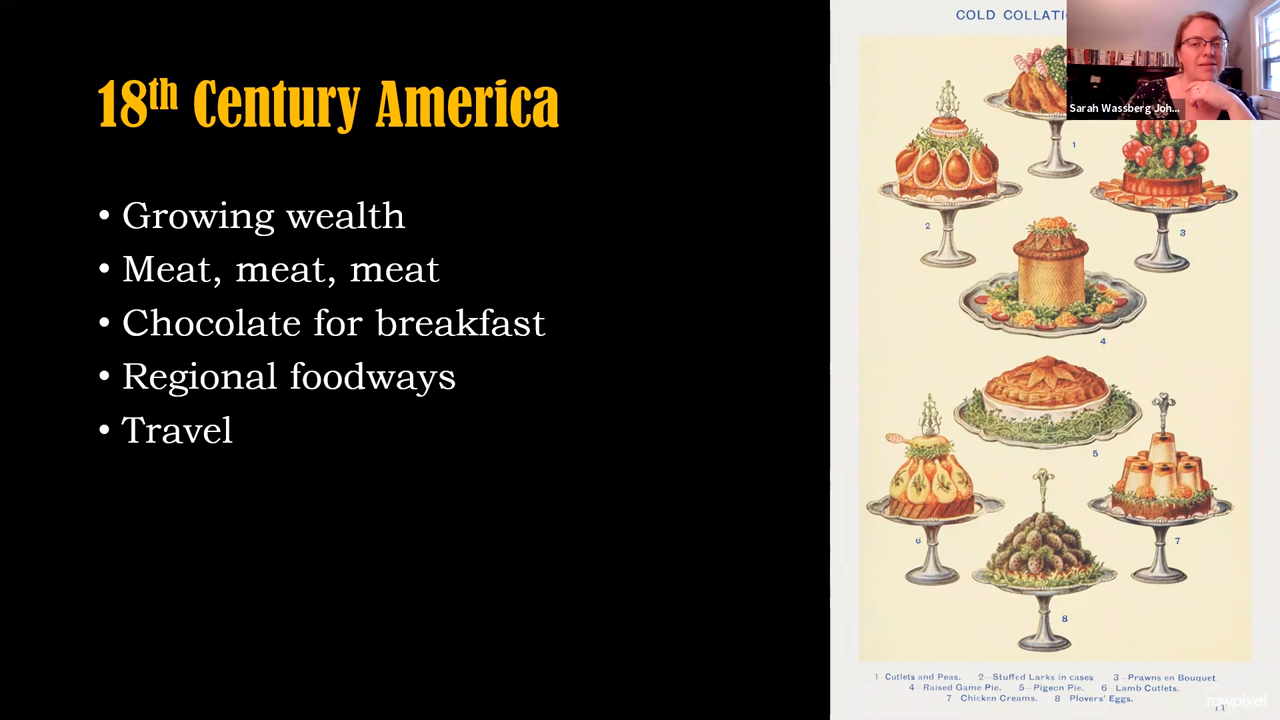 18th Century America
• Growing wealth
• Meat, meat, meat
• Chocolate for breakfast
• Regional foodways
• Travel
COLD COLLATI
Sarah Wassberg Joh...
1
2
3
4
5
6
7
8
1 Cutlets and Peas. 2—Stuffed Larks in cases 3—Prawns en Bouquet.
4—Raised Game Pie. 5—Pigeon Pie. 6 Lamb Cutlets.
7 Chicken Creams. 8 Plovers' Eggs.
rawpixel